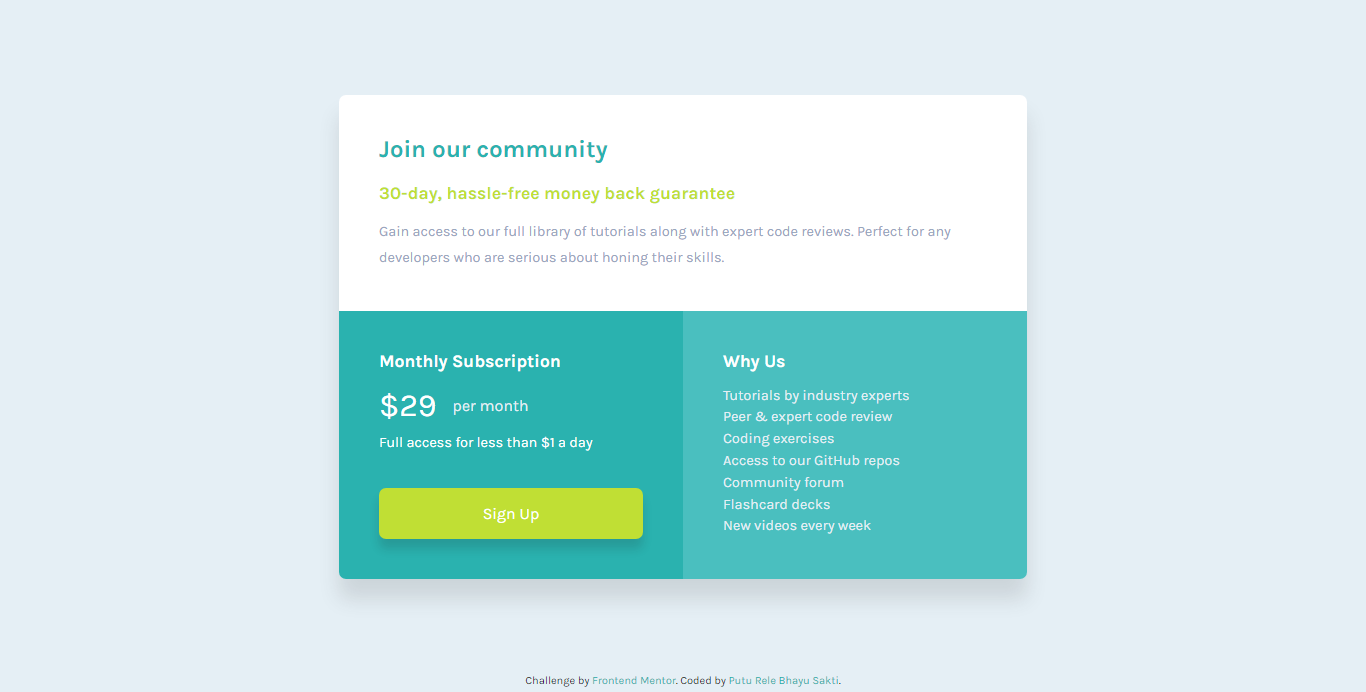 Join our community
30-day, hassle-free money back guarantee
Gain access to our full library of tutorials along with expert code reviews. Perfect for any
developers who are serious about honing their skills.
Monthly Subscription
$29 per month
Full access for less than $1 a day
Sign Up
Why Us
Tutorials by industry experts
Peer & expert code review
Coding exercises
Access to our GitHub repos
Community forum
Flashcard decks
New videos every week
Challenge by Frontend Mentor. Coded by Putu Rele Bhayu Sakti.